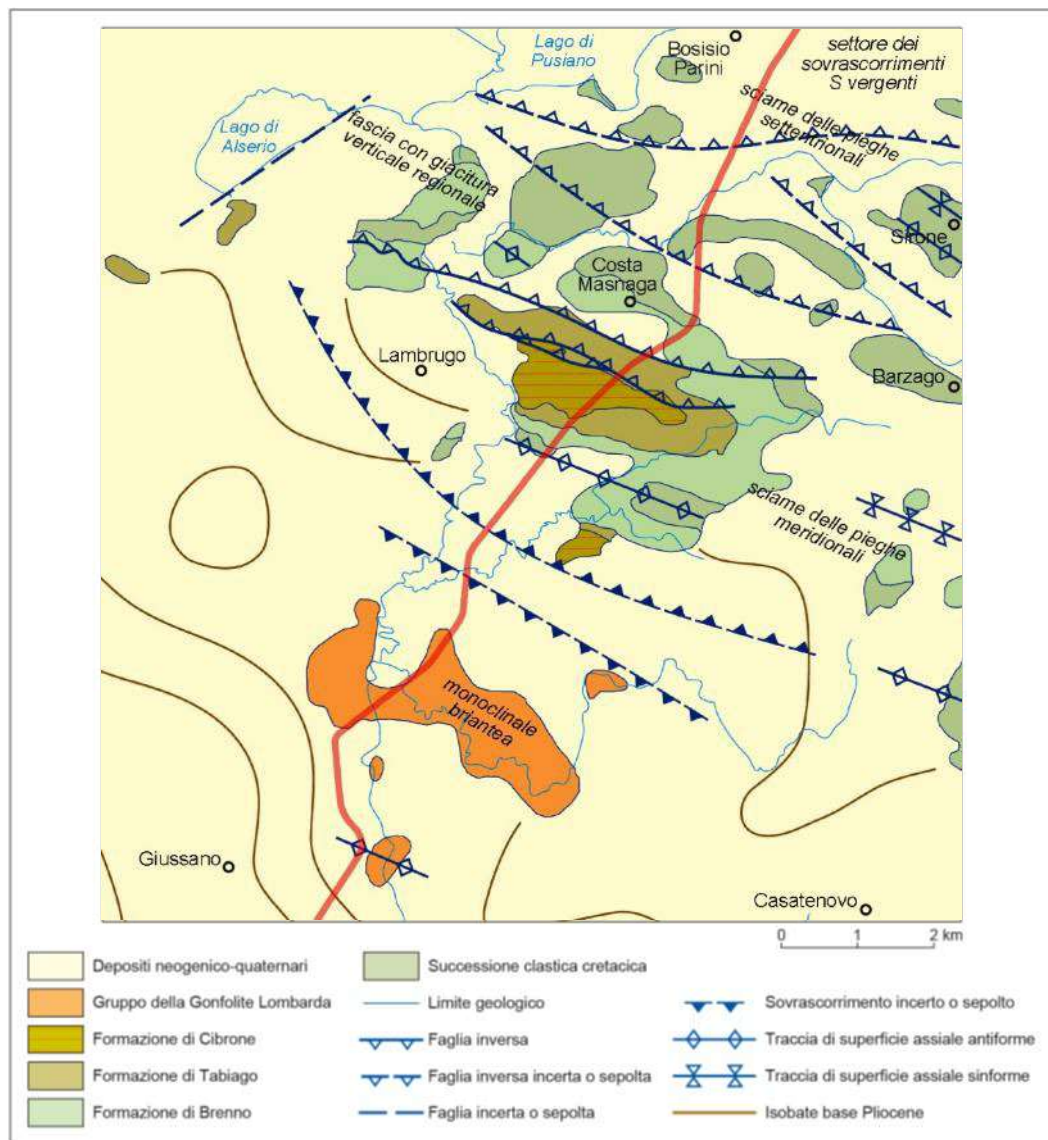 Lago di
Pusiano
Bosisio
Parini
settore dei
sovrascorrimenti
S vergenti
Lago di
Alserio
fascia con giacitura
verticale regionale
sciame delle pieghe
settentrionali
Sirone
Costa
Masnaga
Lambrugo
Barzago
sciame delle pieghe
meridionali
monoclinale
briantea
Giussano
Casatenovo
0 1 2 km
Depositi neogenico-quaternari
Gruppo della Gonfolite Lombarda
Formazione di Cibrone
Formazione di Tabiago
Formazione di Brenno
Successione clastica cretacica
Limite geologico
Faglia inversa
Faglia inversa incerta o sepolta
Faglia incerta o sepolta
Sovrascorrimento incerto o sepolto
Traccia di superficie assiale antiforme
Traccia di superficie assiale sinforme
Isobate base Pliocene